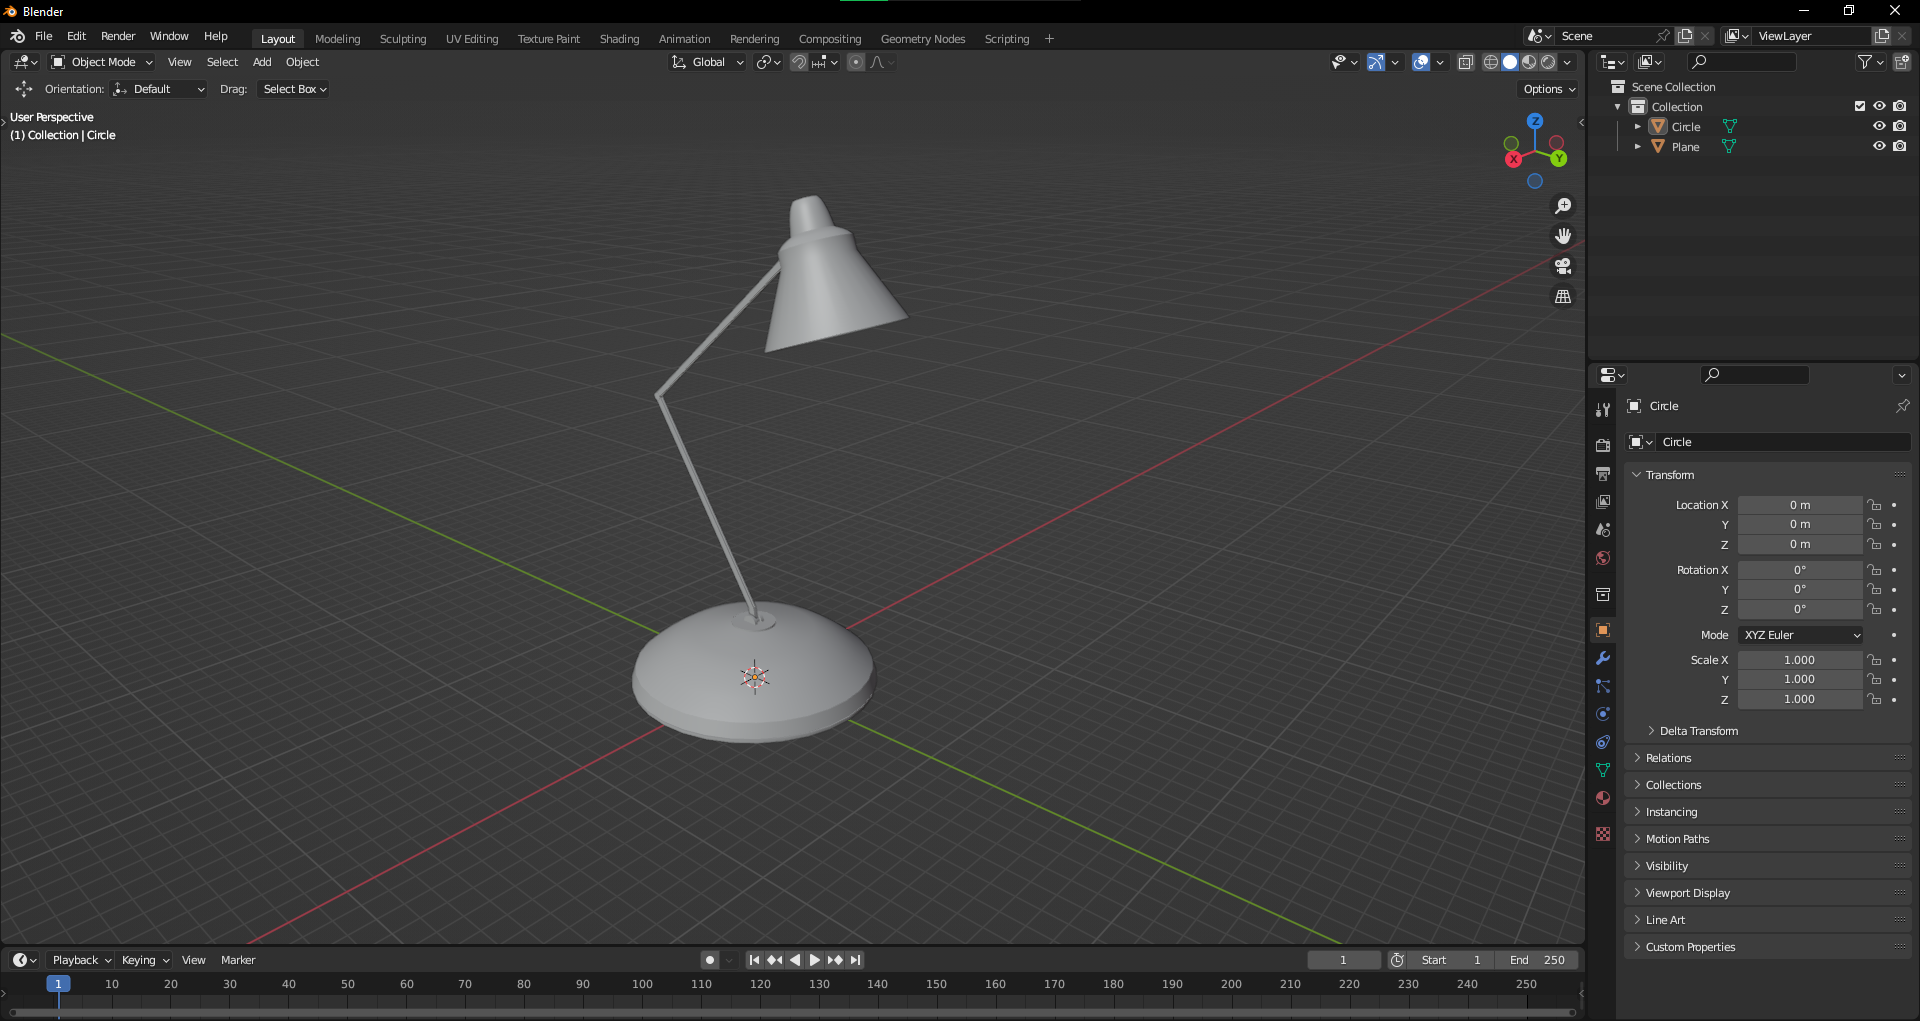 Blender
File Edit Render Window Help Layout Modeling Sculpting UV Editing Texture Paint Shading Animation Rendering Compositing Geometry Nodes Scripting + Scene ViewLayer
Object Mode View Select Add Object Global
Orientation: Default Drag: Select Box Options
User Perspective
(1) Collection | Circle
Z
X Y
Scene Collection
Collection
Circle
Plane
Circle
Circle
Transform
Location X 0 m
Y 0 m
Z 0 m
Rotation X 0°
Y 0°
Z 0°
Mode XYZ Euler
Scale X 1.000
Y 1.000
Z 1.000
Delta Transform
Relations
Collections
Instancing
Motion Paths
Visibility
Viewport Display
Line Art
Custom Properties
Playback Keying View Marker 1 Start 1 End 250
1 10 20 30 40 50 60 70 80 90 100 110 120 130 140 150 160 170 180 190 200 210 220 230 240 250